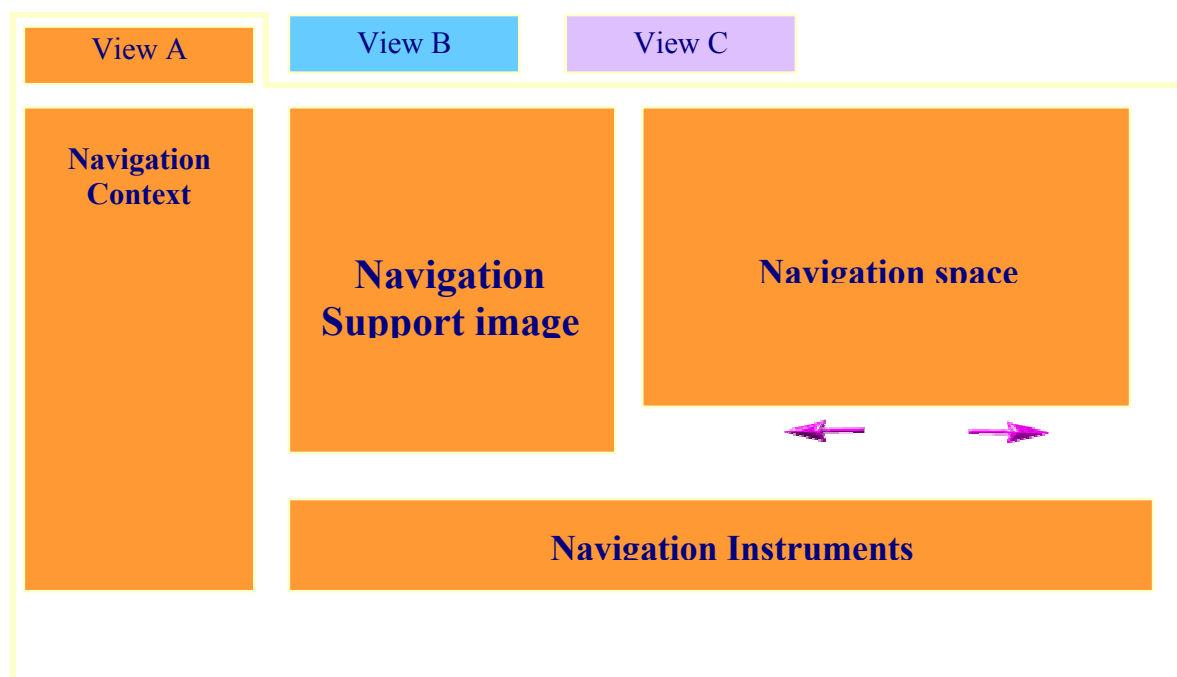 View A
View B
View C
Navigation
Context
Navigation
Support image
Navigation space
Navigation Instruments